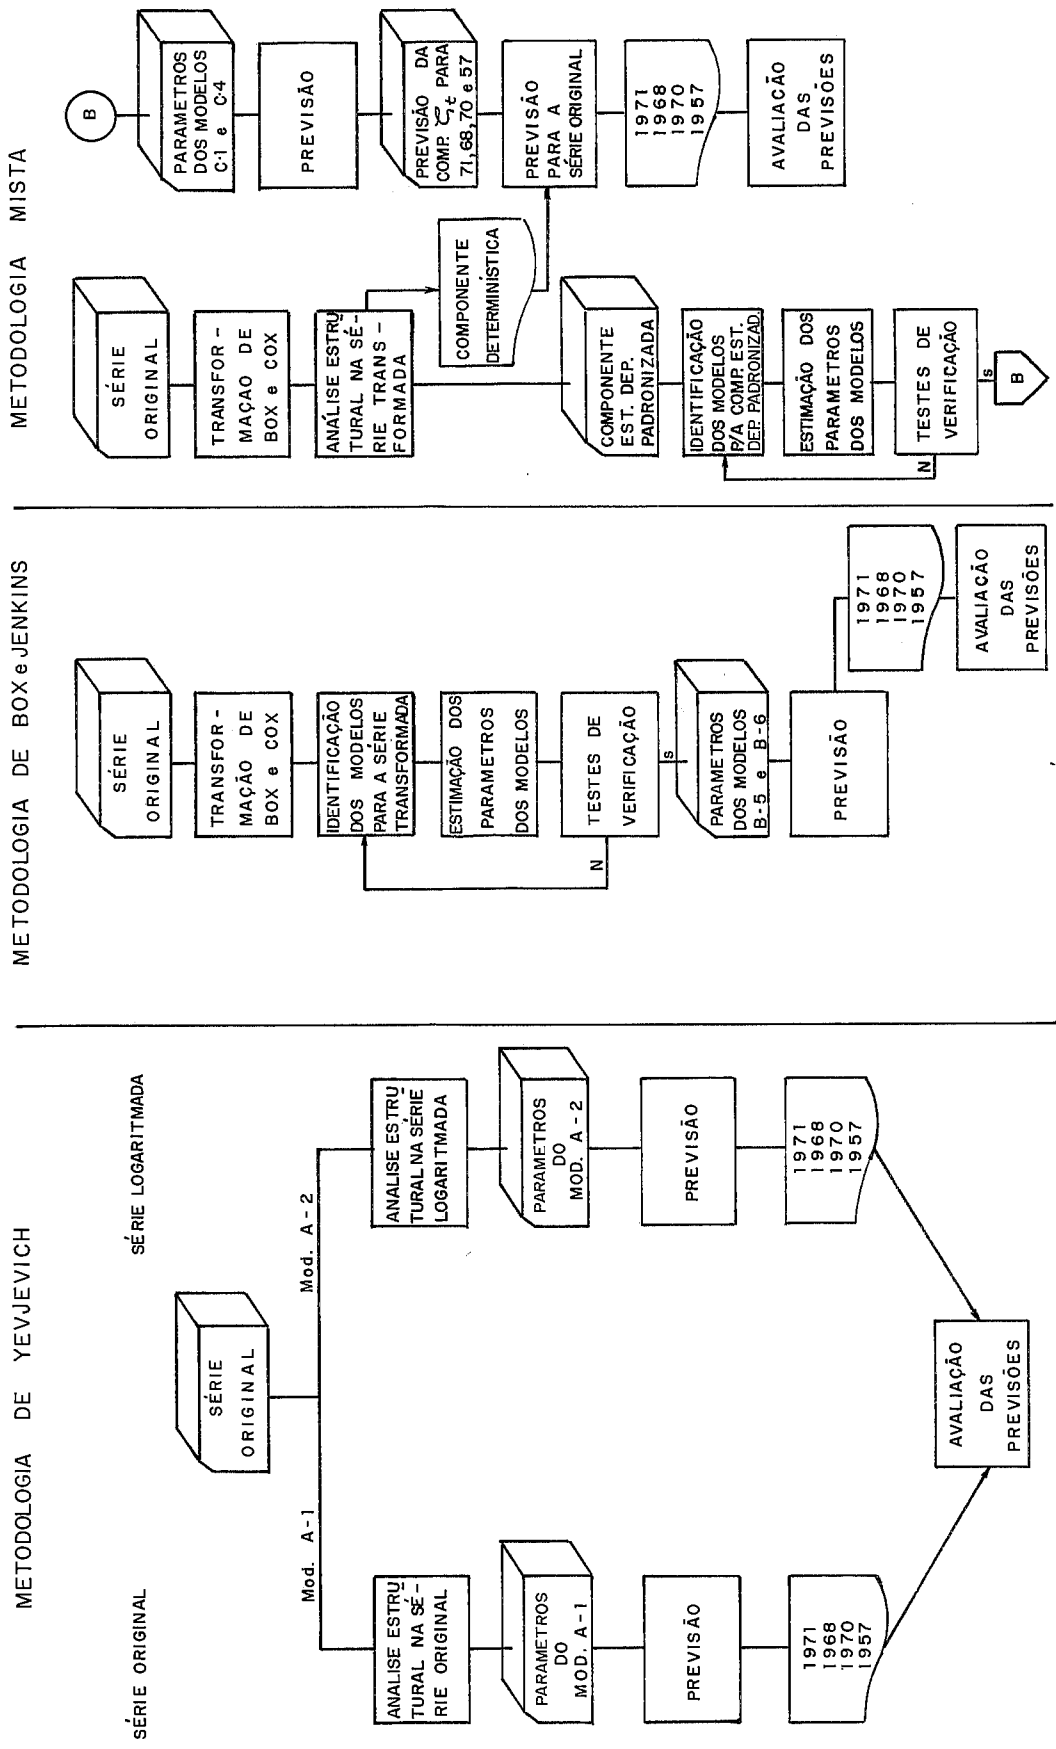 METODOLOGIA DE YEVJEVICH
SÉRIE ORIGINAL
SÉRIE LOGARITMADA
SÉRIE
ORIGINAL
Mod. A-1
Mod. A-2
ANALISE ESTRU
TURAL NA SÉ-
RIE ORIGINAL
PARAMETROS
DO
MOD. A-1
PREVISÃO
1971
1968
1970
1957
ANALISE ESTRU
TURAL NA SÉRIE
LOGARITMADA
PARAMETROS
DO
MOD. A-2
PREVISÃO
1971
1968
1970
1957
AVALIAÇÃO
DAS
PREVISÕES
METODOLOGIA DE BOX e JENKINS
SÉRIE
ORIGINAL
TRANSFOR-
MAÇÃO DE
BOX e COX
IDENTIFICAÇÃO
DOS MODELOS
PARA A SÉRIE
TRANSFORMADA
ESTIMAÇÃO DOS
PARAMETROS
DOS MODELOS
TESTES DE
VERIFICAÇÃO
N
S
PARAMETROS
DOS MODELOS
B-5 e B-6
PREVISÃO
1971
1968
1970
1957
AVALIAÇÃO
DAS
PREVISÕES
METODOLOGIA MISTA
SÉRIE
ORIGINAL
TRANSFOR-
MAÇÃO DE
BOX e COX
ANÁLISE ESTRU
TURAL NA SÉ-
RIE TRANS-
FORMADA
COMPONENTE
DETERMINÍSTICA
COMPONENTE
EST. DEP.
PADRONIZADA
IDENTIFICAÇÃO
DOS MODELOS
P/A COMP. EST.
DEP. PADRONIZAD.
ESTIMAÇÃO DOS
PARAMETROS
DOS MODELOS
TESTES DE
VERIFICAÇÃO
N
S
B
B
PARAMETROS
DOS MODELOS
C-1 e C-4
PREVISÃO
PREVISÃO DA
COMP. PARA
71,68,70 e 57
PREVISÃO
PARA A
SÉRIE ORIGINAL
1971
1968
1970
1957
AVALIAÇÃO
DAS
PREVISÕES